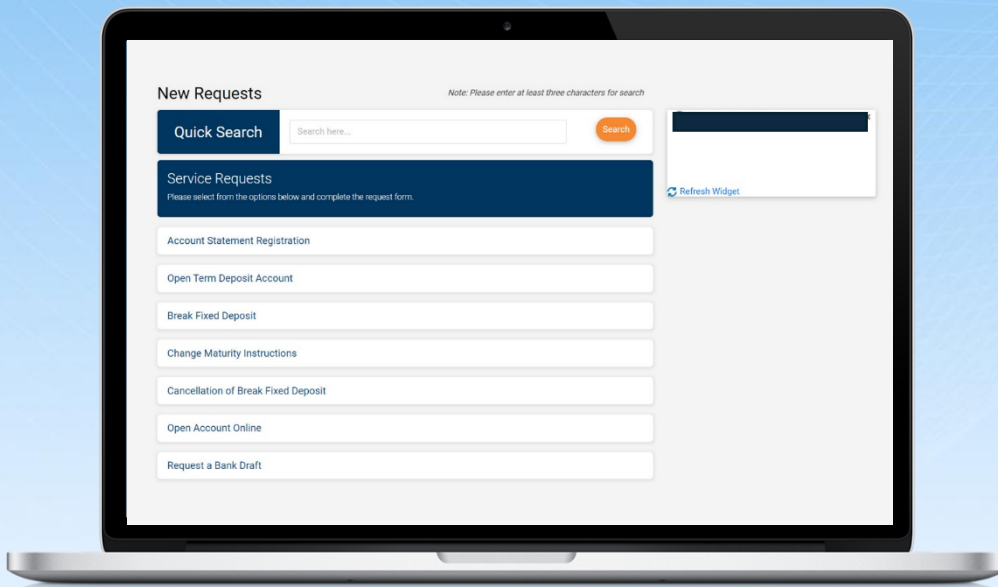 New Requests
Note: Please enter at least three characters for search
Quick Search
Search here...
Search
Service Requests
Please select from the options below and complete the request form.
Refresh Widget
Account Statement Registration
Open Term Deposit Account
Break Fixed Deposit
Change Maturity Instructions
Cancellation of Break Fixed Deposit
Open Account Online
Request a Bank Draft